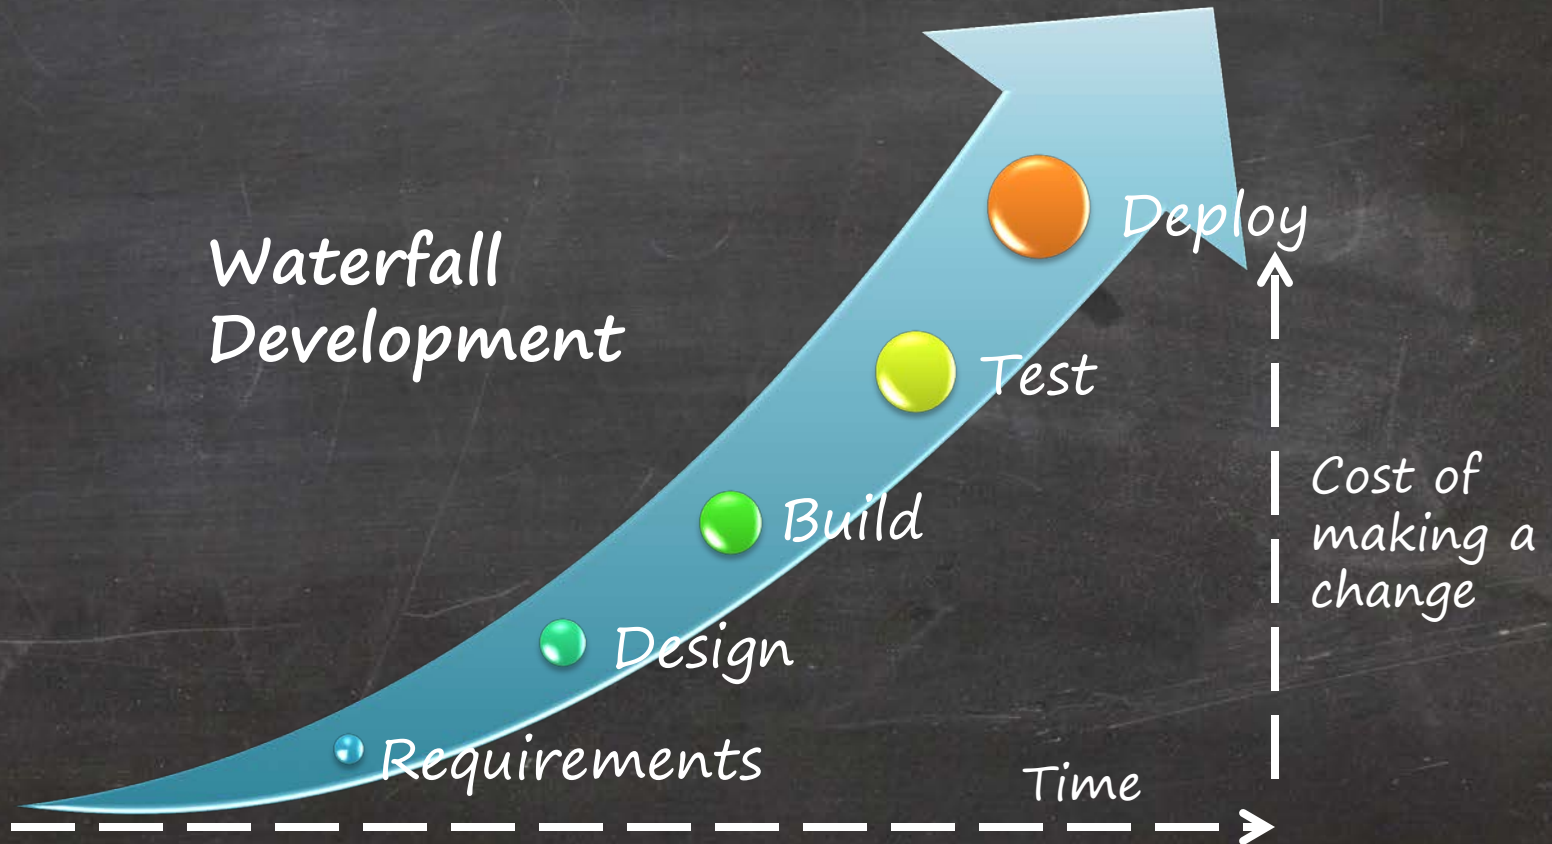 Waterfall
Development
Deploy
Test
Build
Design
Requirements
Cost of
making a
change
Time